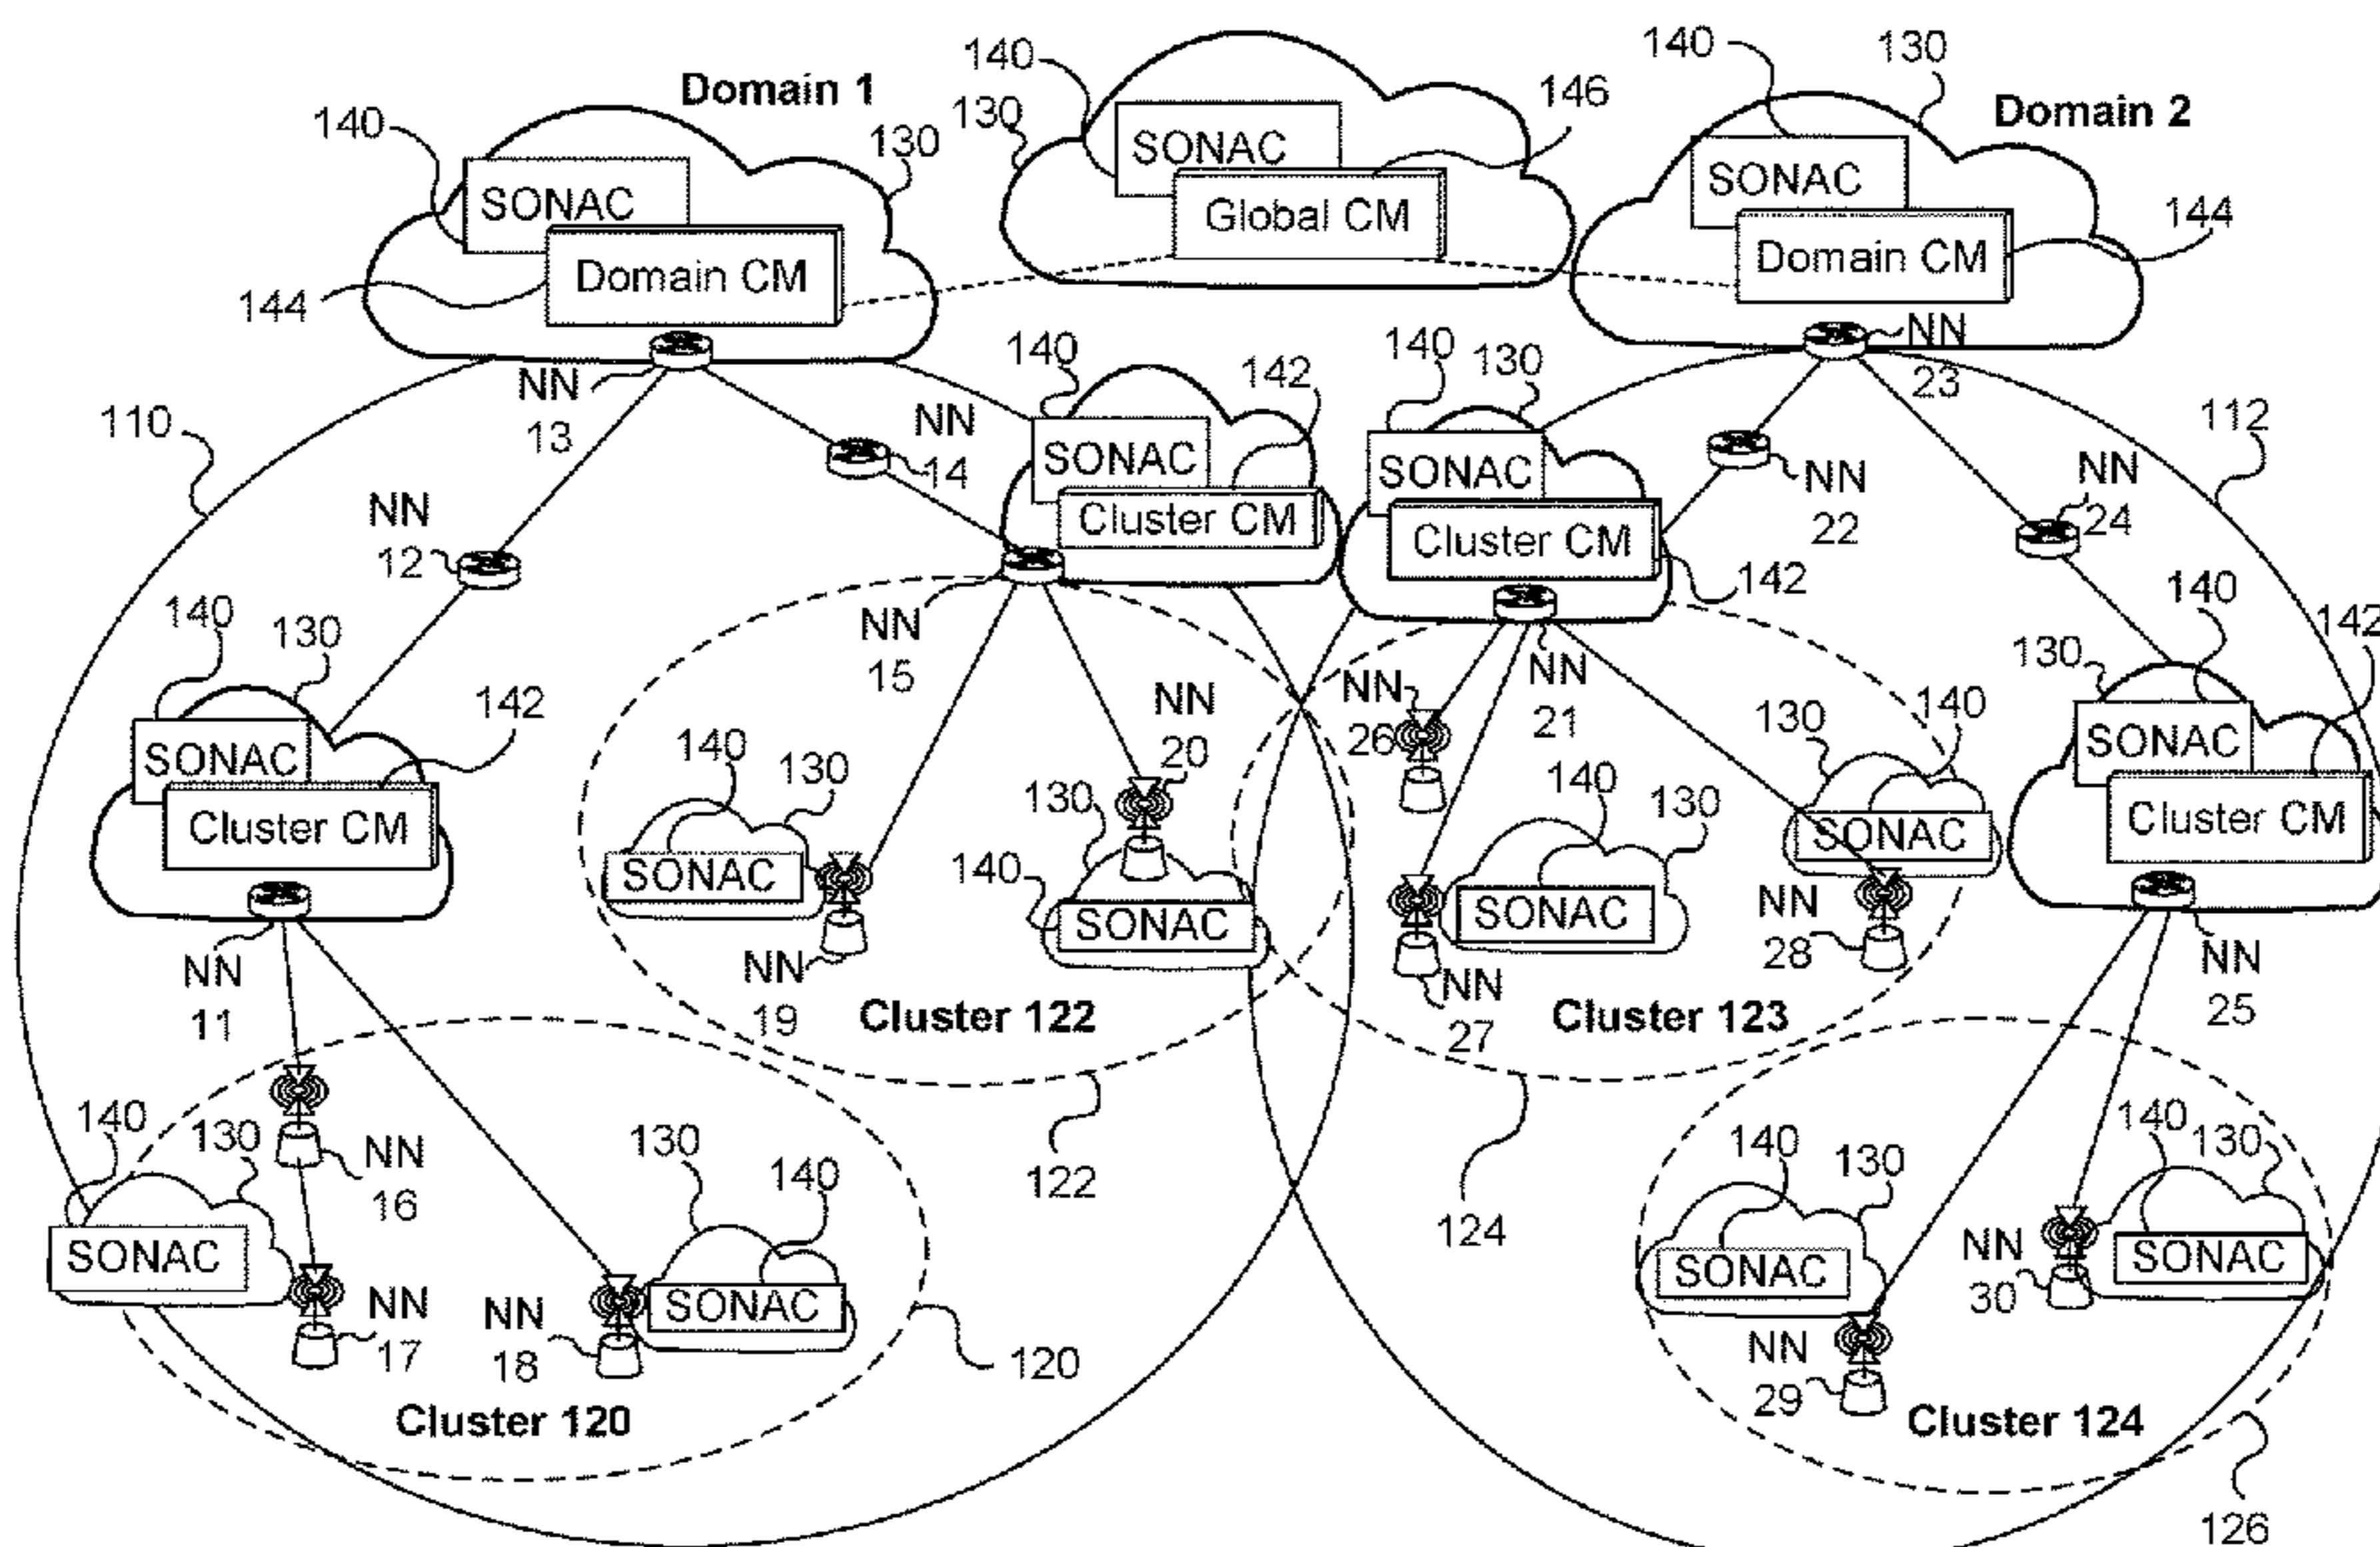 140
140
130
Domain 1
146
Domain 2
140
130
130
SONAC
SONAC
SONAC
Global CM
144
Domain CM
Domain CM
144
NN
13
140
140
130
NN
23
142
110
NN
14
112
SONAC
SONAC
NN
22
NN
24
NN
12
Cluster CM
Cluster CM
142
140
140
130
NN
15
142
130
NN
21
NN
26
142
NN
20
SONAC
140
130
130
140
SONAC
Cluster CM
130
140
130
SONAC
Cluster CM
SONAC
140
SONAC
SONAC
NN
28
NN
11
NN
19
NN
27
NN
25
Cluster 122
Cluster 123
140
130
NN
16
130
140
122
124
140
130
140
130
SONAC
SONAC
SONAC
NN
30
SONAC
NN
17
NN
18
120
NN
29
Cluster 120
Cluster 124
126